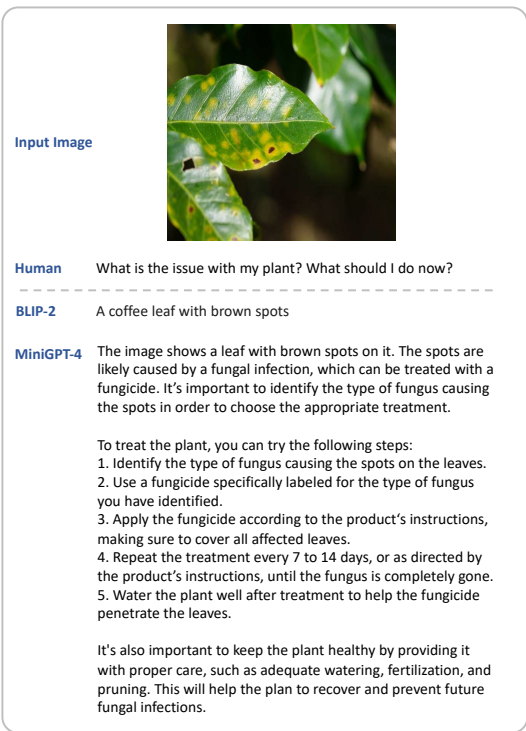 Input Image
Human What is the issue with my plant? What should I do now?
BLIP-2 A coffee leaf with brown spots
MiniGPT-4 The image shows a leaf with brown spots on it. The spots are
likely caused by a fungal infection, which can be treated with a
fungicide. It's important to identify the type of fungus causing
the spots in order to choose the appropriate treatment.
To treat the plant, you can try the following steps:
1. Identify the type of fungus causing the spots on the leaves.
2. Use a fungicide specifically labeled for the type of fungus
you have identified.
3. Apply the fungicide according to the product‘s instructions,
making sure to cover all affected leaves.
4. Repeat the treatment every 7 to 14 days, or as directed by
the product’s instructions, until the fungus is completely gone.
5. Water the plant well after treatment to help the fungicide
penetrate the leaves.
It's also important to keep the plant healthy by providing it
with proper care, such as adequate watering, fertilization, and
pruning. This will help the plan to recover and prevent future
fungal infections.